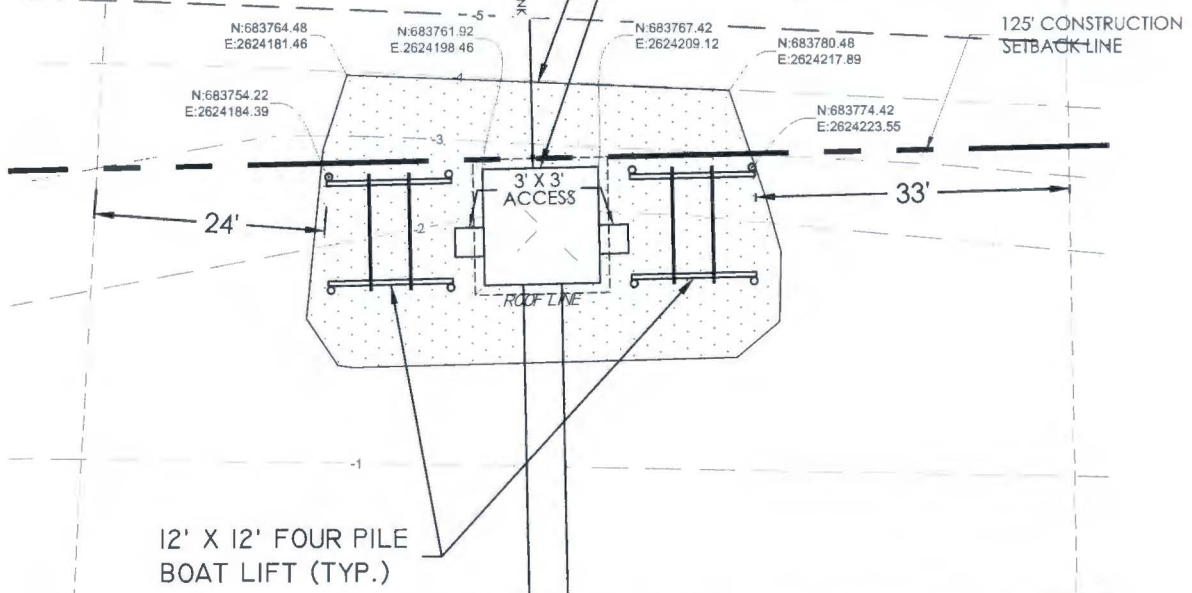 -5
N:683764.48
E:2624181.46
N:683761.92
E:2624198.46
N:683767.42
E:2624209.12
N:683780.48
E:2624217.89
125' CONSTRUCTION
SETBACK LINE
-4
N:683754.22
E:2624184.39
N:683774.42
E:2624223.55
-3
3' X 3'
ACCESS
24'
-2
33'
ROOF LINE
-1
12' X 12' FOUR PILE
BOAT LIFT (TYP.)